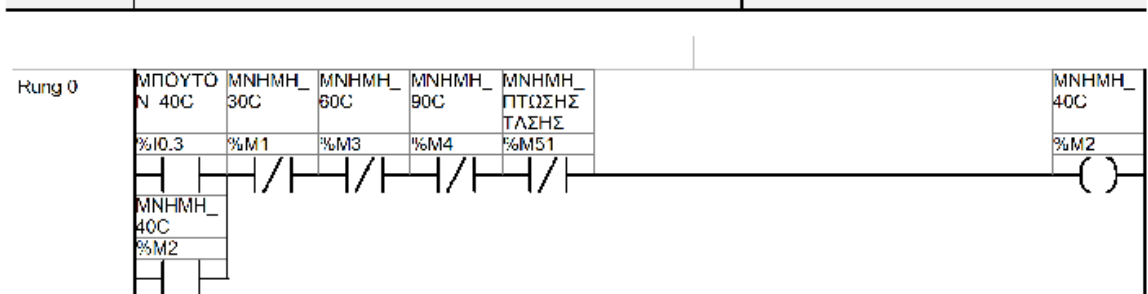 Rung 0
ΜΠΟΥΤΟ
Ν 40C
%I0.3
ΜΝΗΜΗ_
30C
%M1
ΜΝΗΜΗ_
60C
%M3
ΜΝΗΜΗ_
90C
%M4
ΜΝΗΜΗ_
ΠΤΩΣΗΣ
ΤΑΣΗΣ
%M51
ΜΝΗΜΗ_
40C
%M2
ΜΝΗΜΗ_
40C
%M2